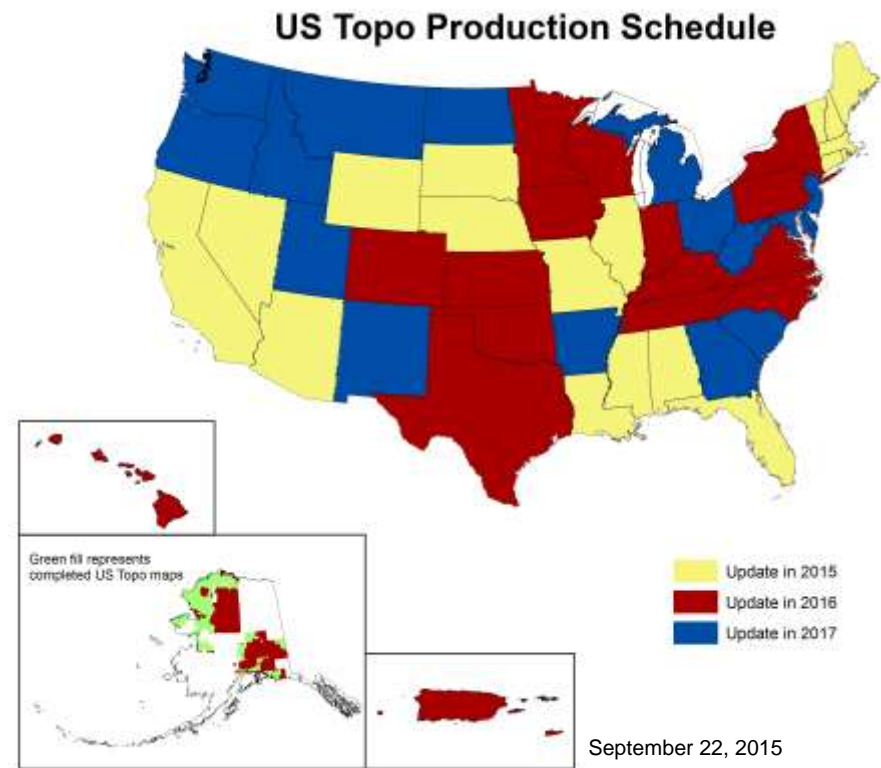 US Topo Production Schedule
Green fill represents
completed US Topo maps
Update in 2015
Update in 2016
Update in 2017
September 22, 2015